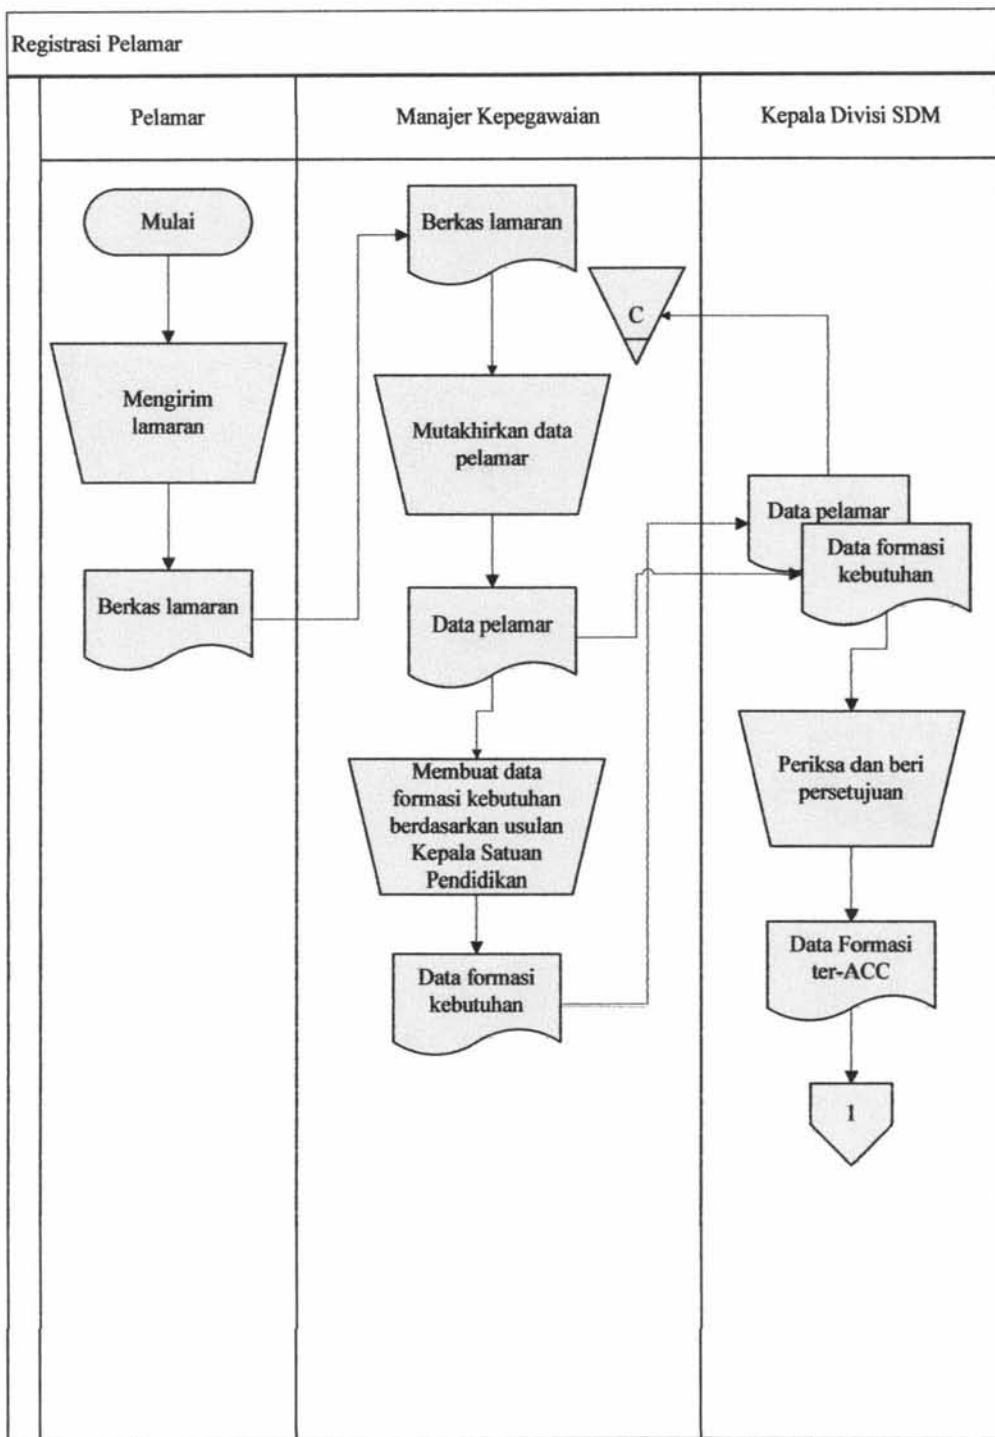 Registrasi Pelamar
Pelamar
Manajer Kepegawaian
Kepala Divisi SDM
Mulai
Mengirim
lamaran
Berkas lamaran
Berkas lamaran
C
Mutakhirkan data
pelamar
Data pelamar
Membuat data
formasi kebutuhan
berdasarkan usulan
Kepala Satuan
Pendidikan
Data formasi
kebutuhan
Data pelamar
Data formasi
kebutuhan
Periksa dan beri
persetujuan
Data Formasi
ter-ACC
1